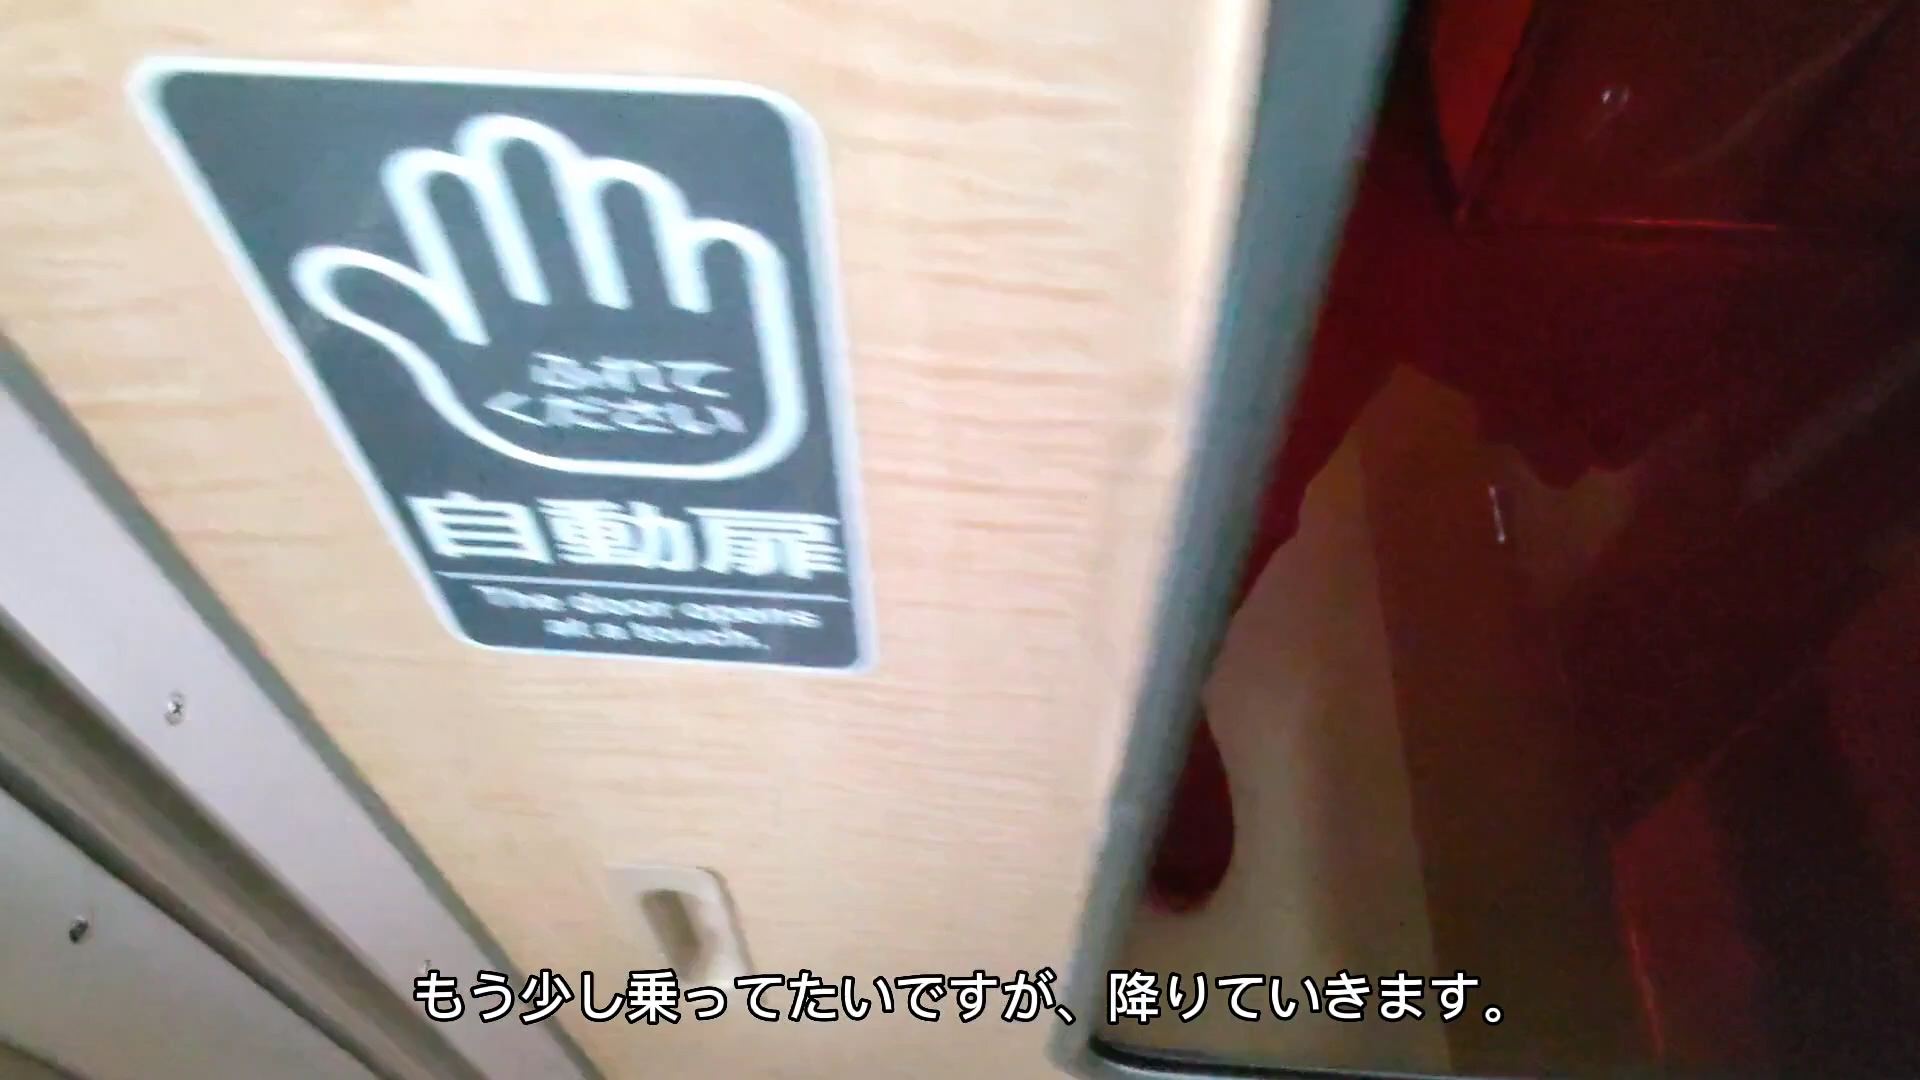 ふれて
ください
自動扉
The door opens
at a touch.
もう少し乗ってたいですが、降りていきます。